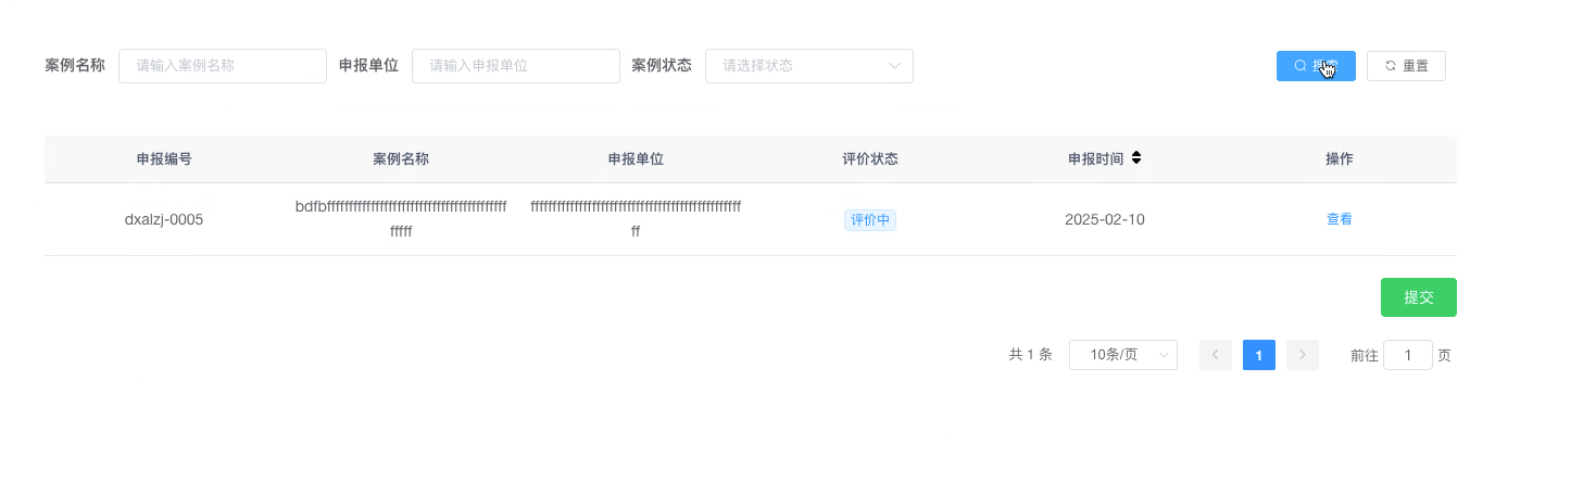 案例名称 请输入案例名称 申报单位 请输入申报单位 案例状态 请选择状态 重置
申报编号 案例名称 申报单位 评价状态 申报时间 操作
dxalzj-0005 bdfbfffffffffffffffffffffffffffffffffffffffffff ffffffffffffffffffffffffffffffffffffffffffffffffff 评价中 2025-02-10 查看
fffff ff
提交
共 1 条 10条/页 1 前往 1 页